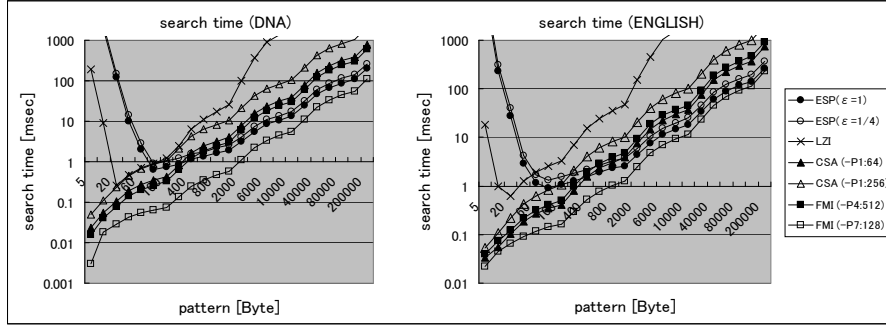 search time (DNA)
1000
100
10
1
0.1
0.01
0.001
search time [msec]
5
20
60
100
400
800
2000
6000
10000
40000
80000
200000
pattern [Byte]
search time (ENGLISH)
1000
100
10
1
0.1
0.01
search time [msec]
5
20
60
100
400
800
2000
6000
10000
40000
80000
200000
pattern [Byte]
ESP(ε=1)
ESP(ε=1/4)
LZI
CSA(-P1:64)
CSA(-P1:256)
FMI(-P4:512)
FMI(-P7:128)